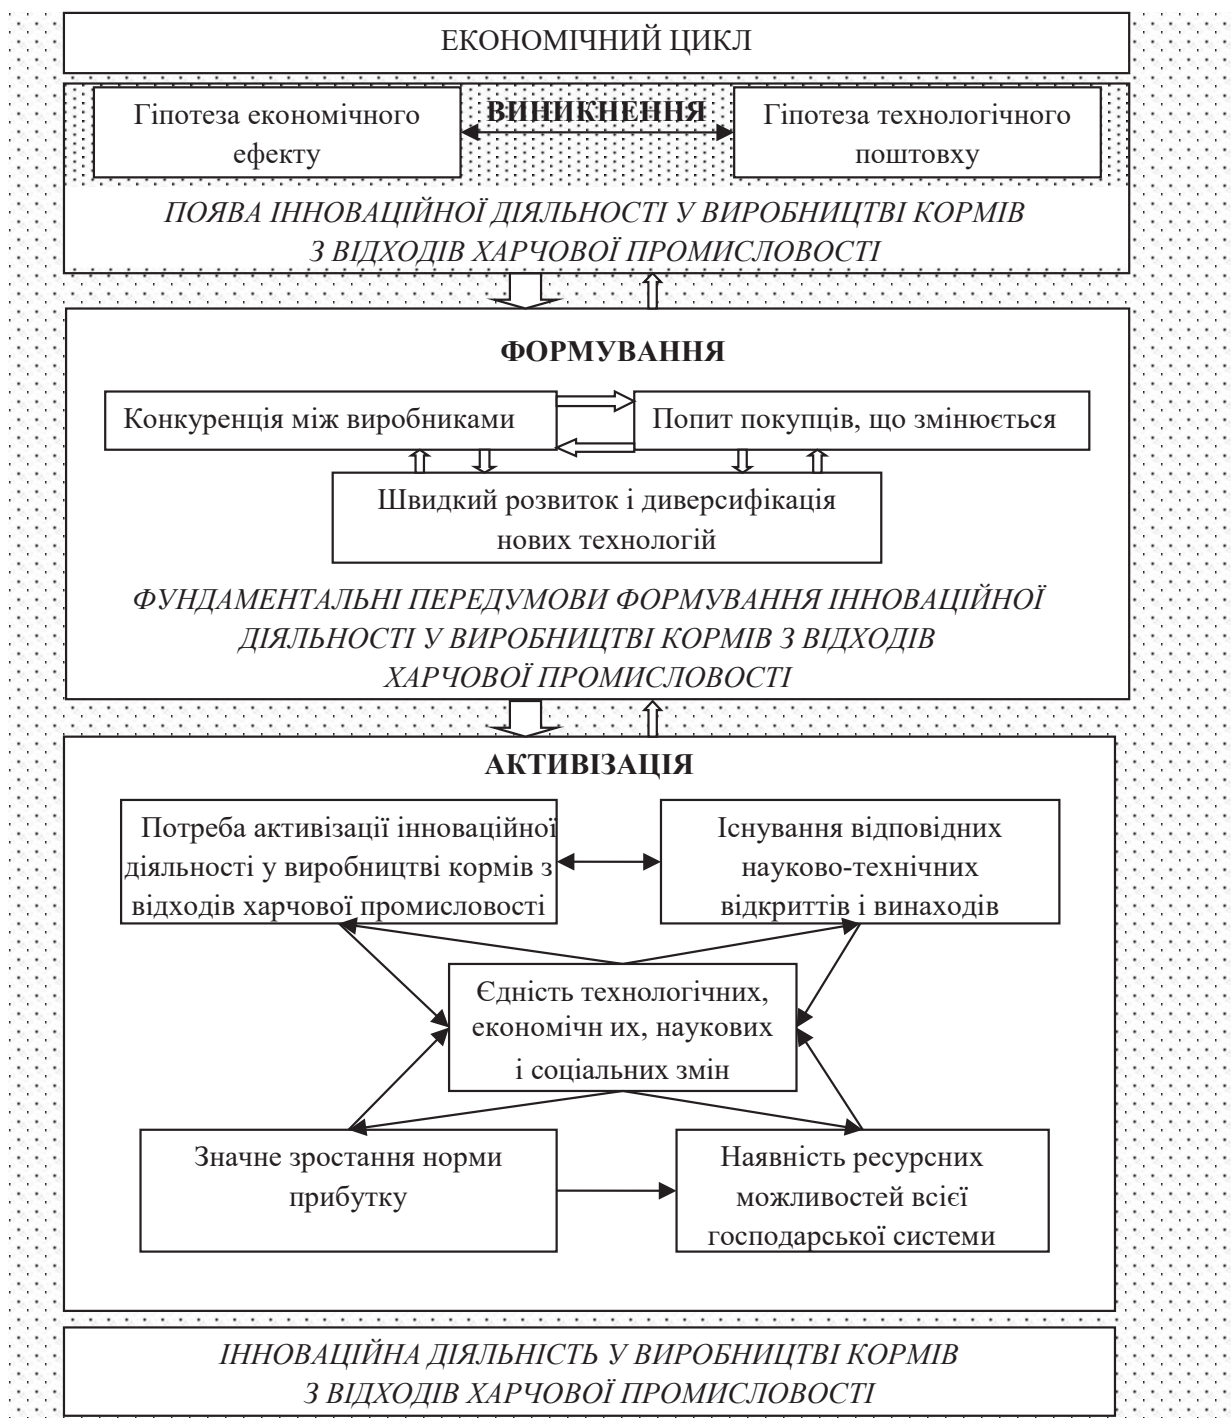 ЕКОНОМІЧНИЙ ЦИКЛ
ВИНИКНЕННЯ
Гіпотеза економічного
ефекту
Гіпотеза технологічного
поштовху
ПОЯВА ІННОВАЦІЙНОЇ ДІЯЛЬНОСТІ У ВИРОБНИЦТВІ КОРМІВ
З ВІДХОДІВ ХАРЧОВОЇ ПРОМИСЛОВОСТІ
ФОРМУВАННЯ
Конкуренція між виробниками
Попит покупців, що змінюється
Швидкий розвиток і диверсифікація
нових технологій
ФУНДАМЕНТАЛЬНІ ПЕРЕДУМОВИ ФОРМУВАННЯ ІННОВАЦІЙНОЇ
ДІЯЛЬНОСТІ У ВИРОБНИЦТВІ КОРМІВ З ВІДХОДІВ
ХАРЧОВОЇ ПРОМИСЛОВОСТІ
АКТИВІЗАЦІЯ
Потреба активізації інноваційної
діяльності у виробництві кормів з
відходів харчової промисловості
Існування відповідних
науково-технічних
відкриттів і винаходів
Єдність технологічних,
економічн их, наукових
і соціальних змін
Значне зростання норми
прибутку
Наявність ресурсних
можливостей всієї
господарської системи
ІННОВАЦІЙНА ДІЯЛЬНІСТЬ У ВИРОБНИЦТВІ КОРМІВ
З ВІДХОДІВ ХАРЧОВОЇ ПРОМИСЛОВОСТІ